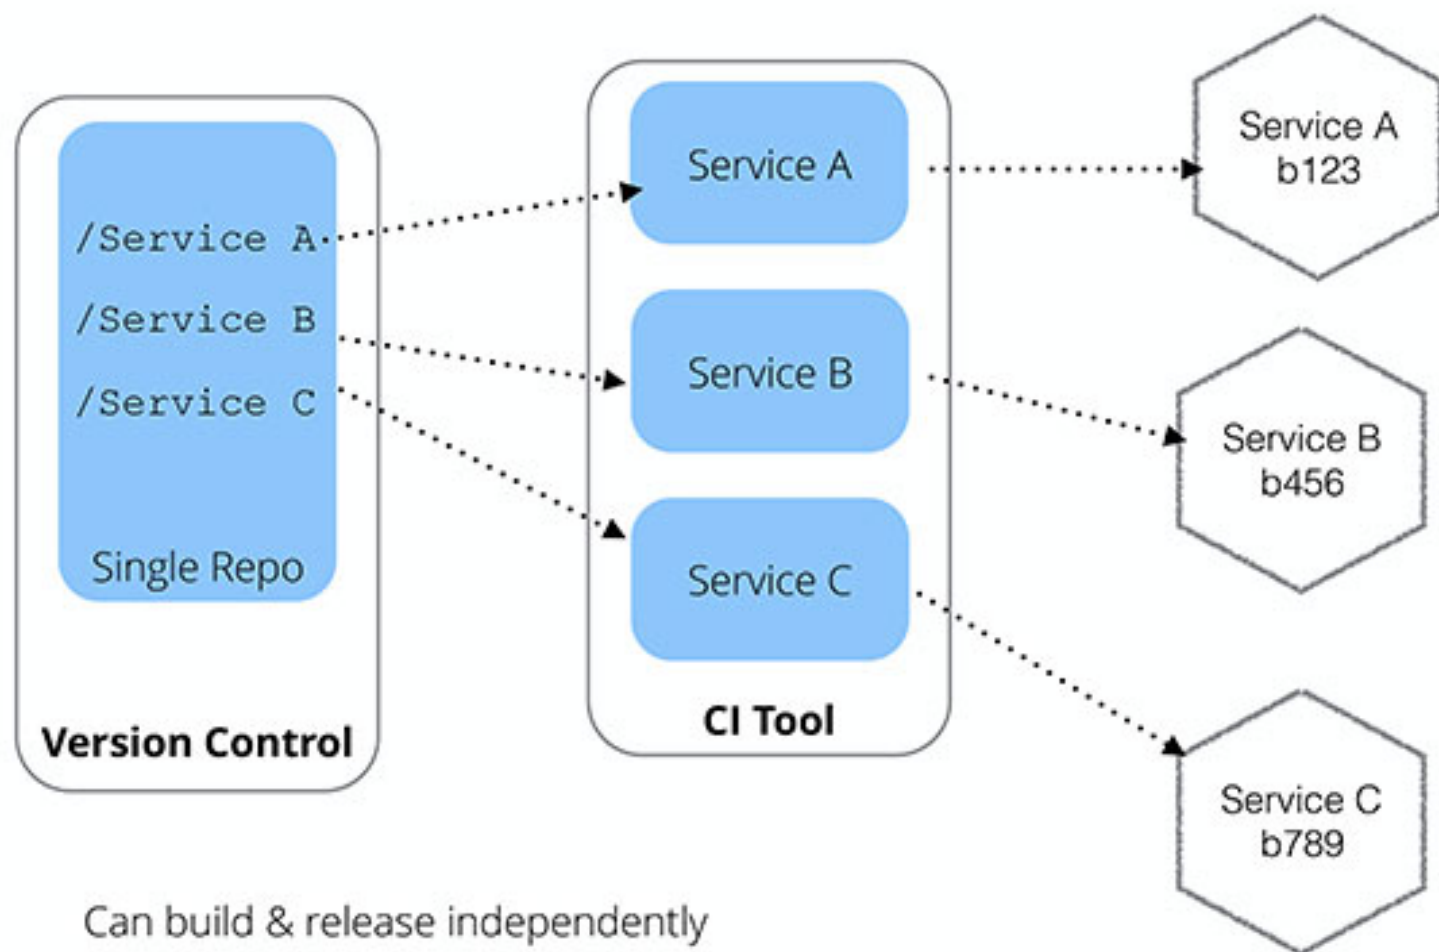 /Service A
/Service B
/Service C
Single Repo
Version Control
Service A
Service B
Service C
CI Tool
Service A
b123
Service B
b456
Service C
b789
Can build & release independently